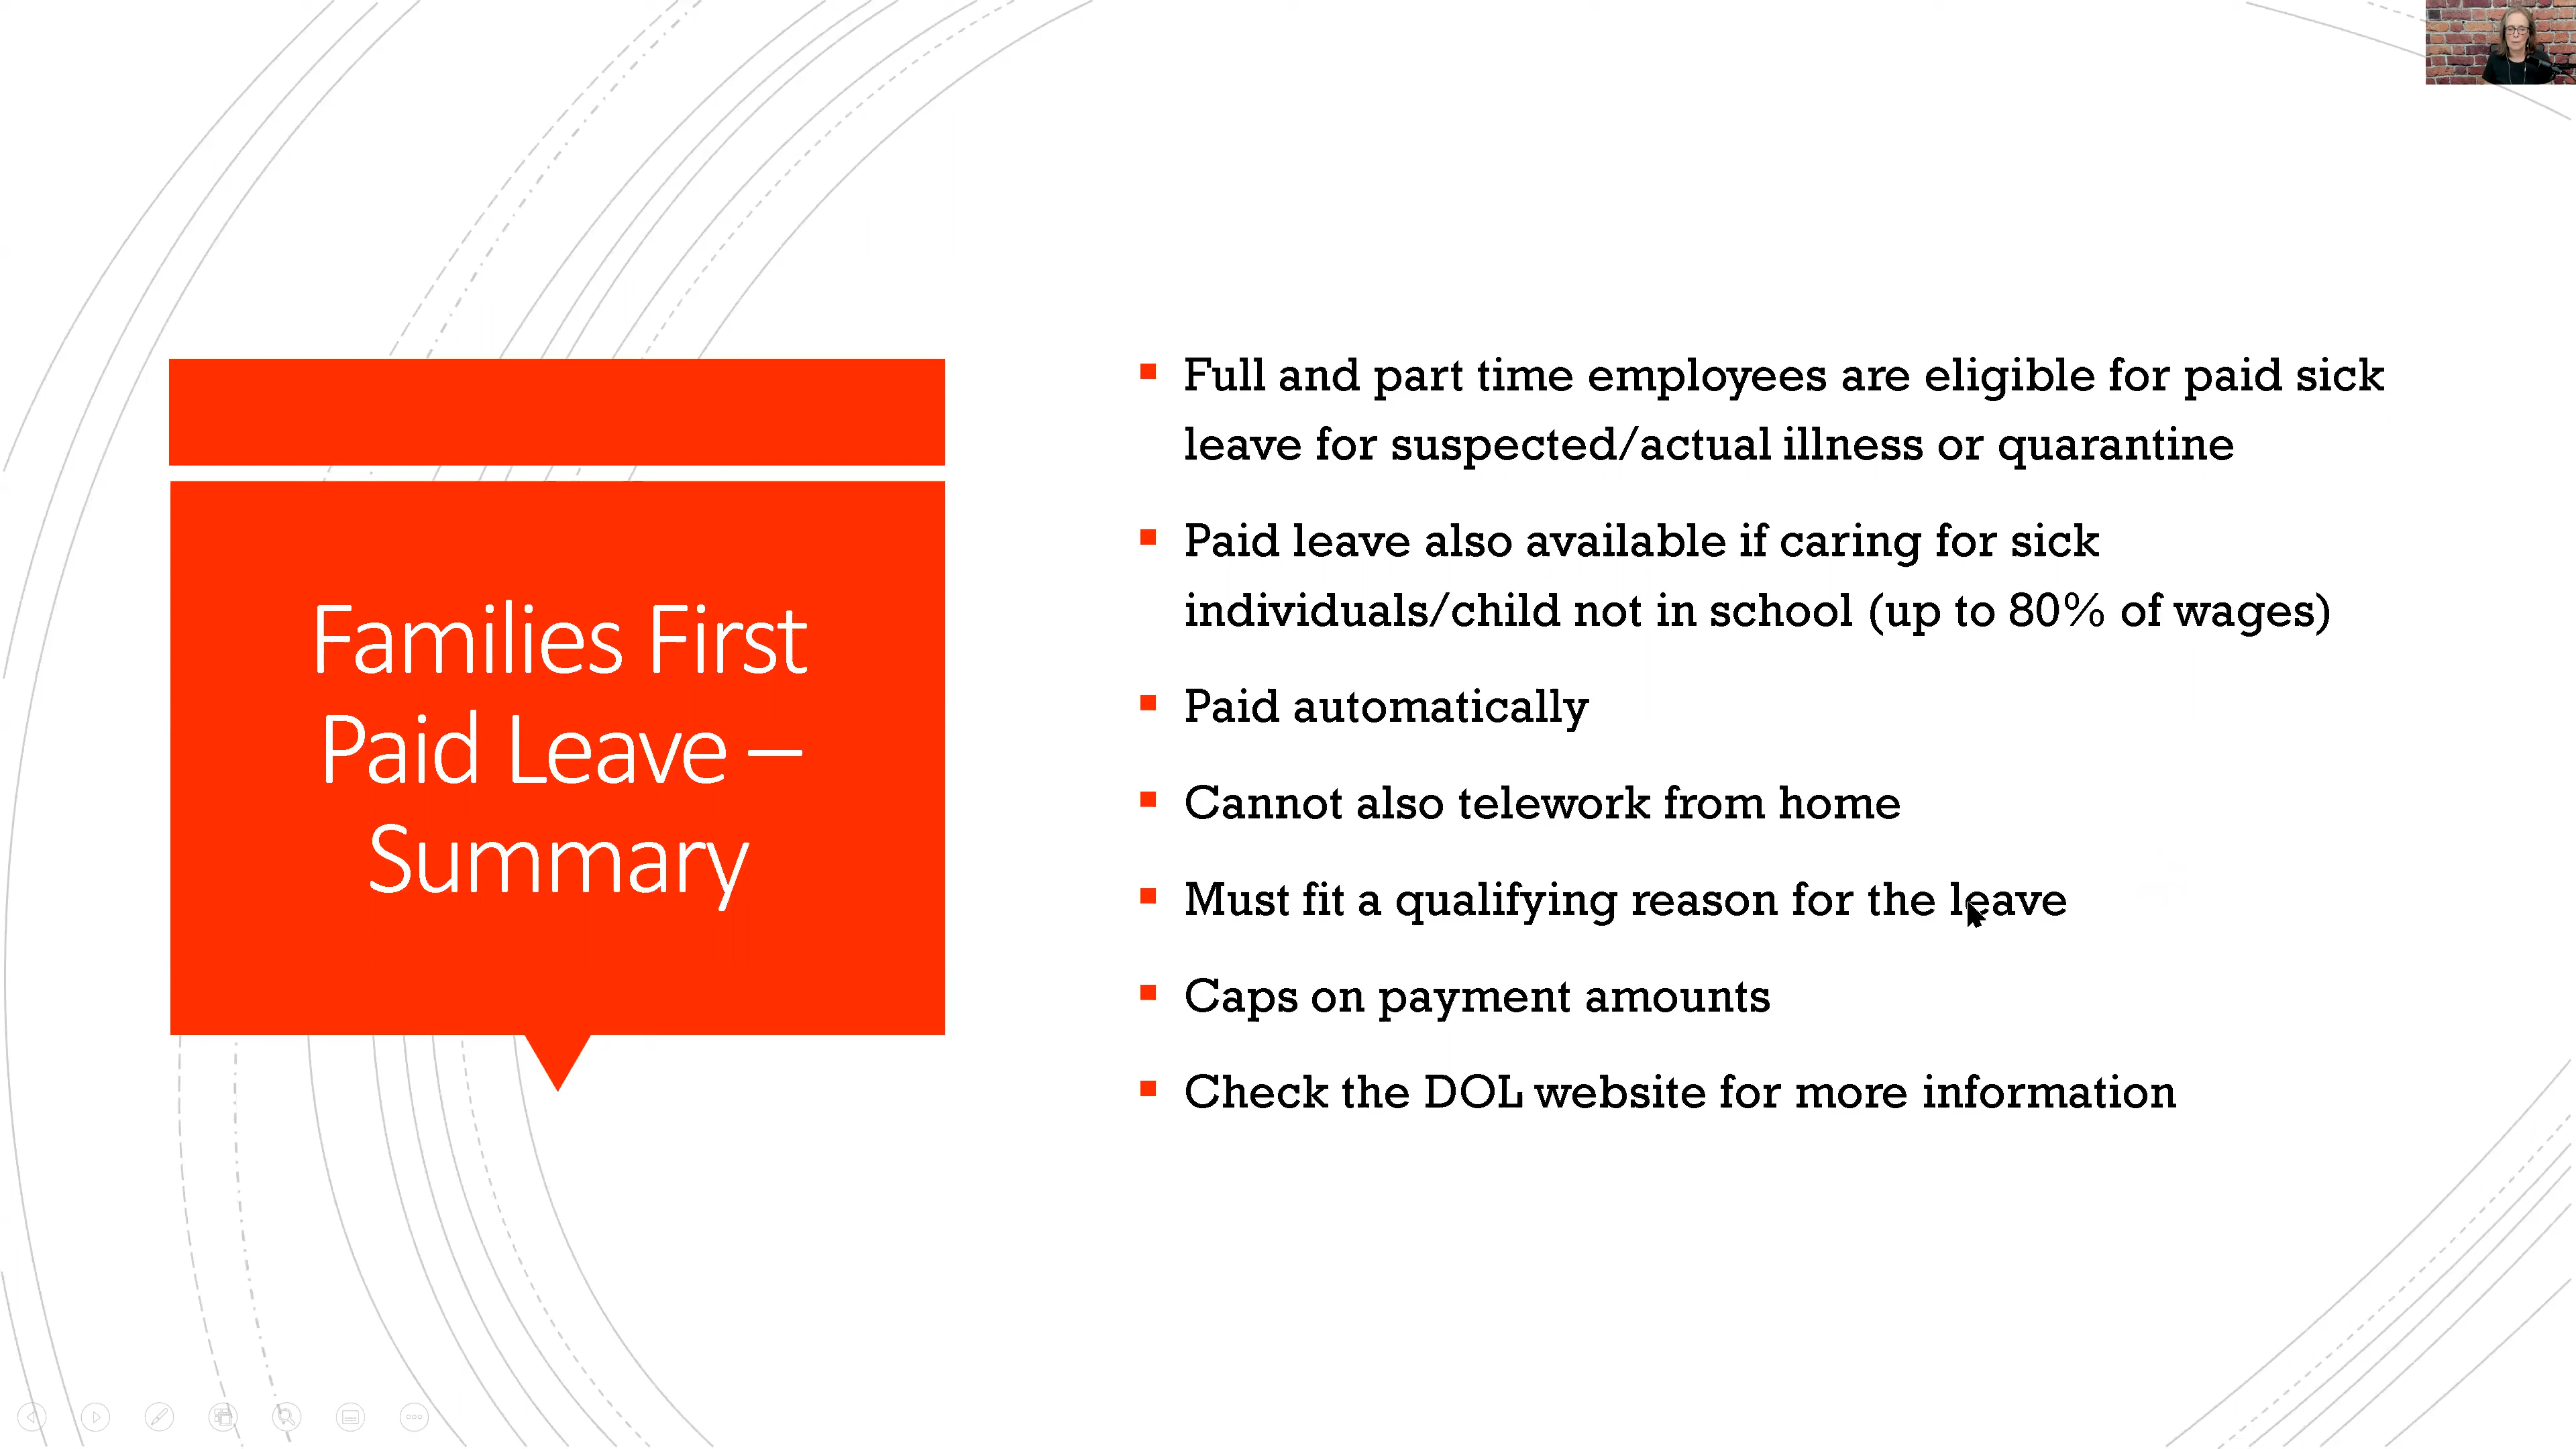 Families First
Paid Leave –
Summary
Full and part time employees are eligible for paid sick
leave for suspected/actual illness or quarantine
Paid leave also available if caring for sick
individuals/child not in school (up to 80% of wages)
Paid automatically
Cannot also telework from home
Must fit a qualifying reason for the leave
Caps on payment amounts
Check the DOL website for more information